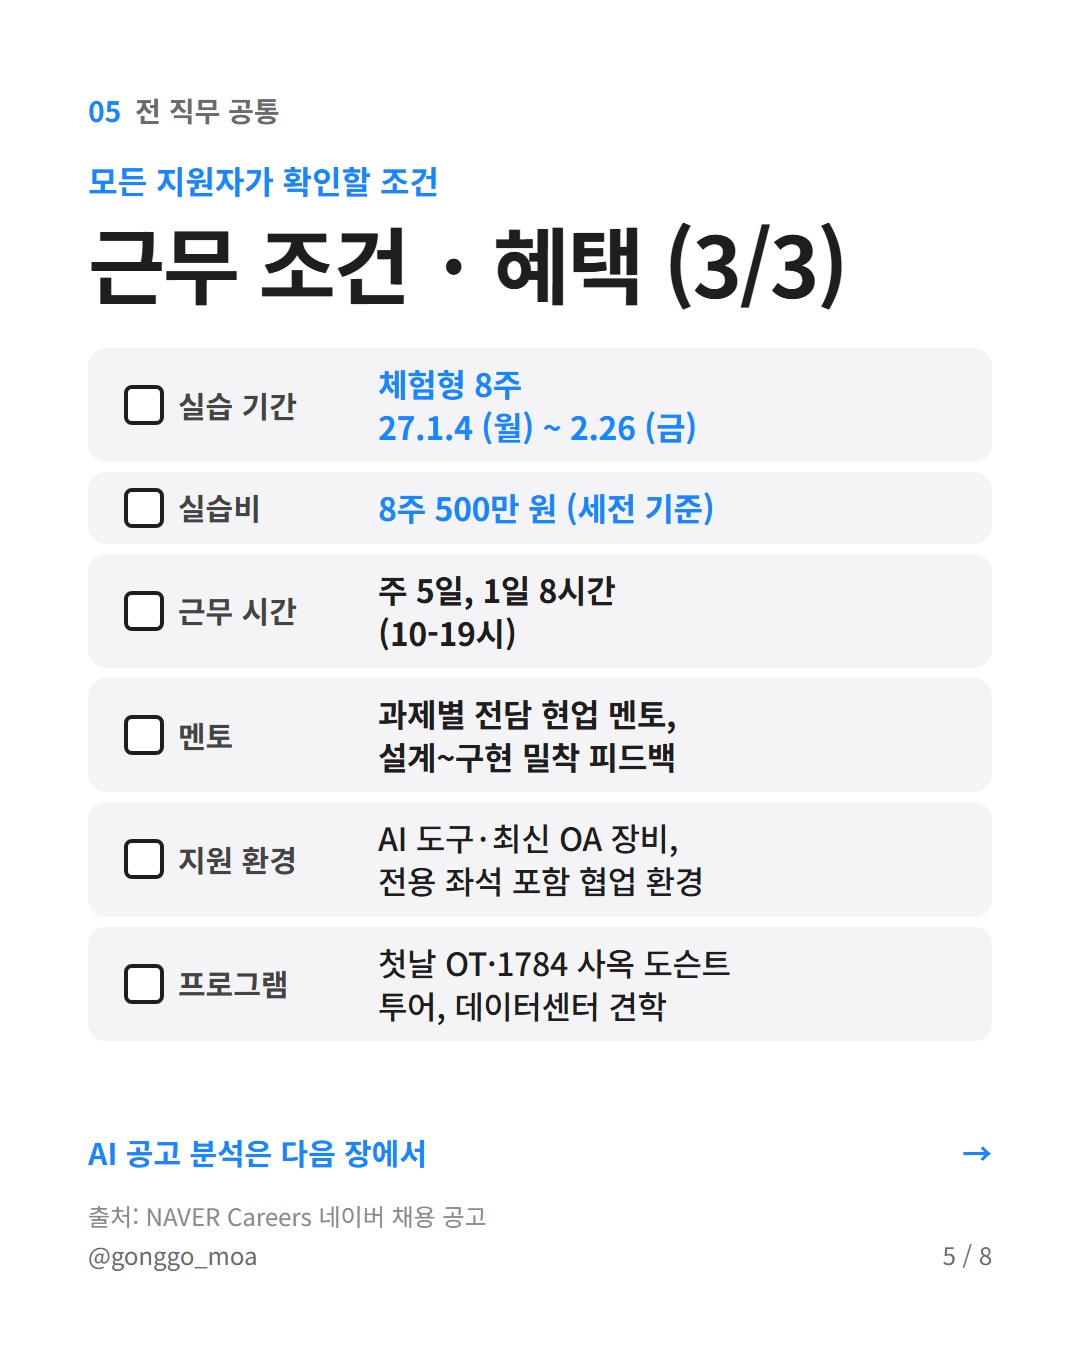 05 전 직무 공통
모든 지원자가 확인할 조건
근무 조건 · 혜택 (3/3)
실습 기간
체험형 8주
27.1.4 (월) ~ 2.26 (금)
실습비
8주 500만 원 (세전 기준)
근무 시간
주 5일, 1일 8시간
(10-19시)
멘토
과제별 전담 현업 멘토,
설계~구현 밀착 피드백
지원 환경
AI 도구·최신 OA 장비,
전용 좌석 포함 협업 환경
프로그램
첫날 OT·1784 사옥 도슨트
투어, 데이터센터 견학
AI 공고 분석은 다음 장에서 →
출처: NAVER Careers 네이버 채용 공고
@gonggo_moa
5 / 8